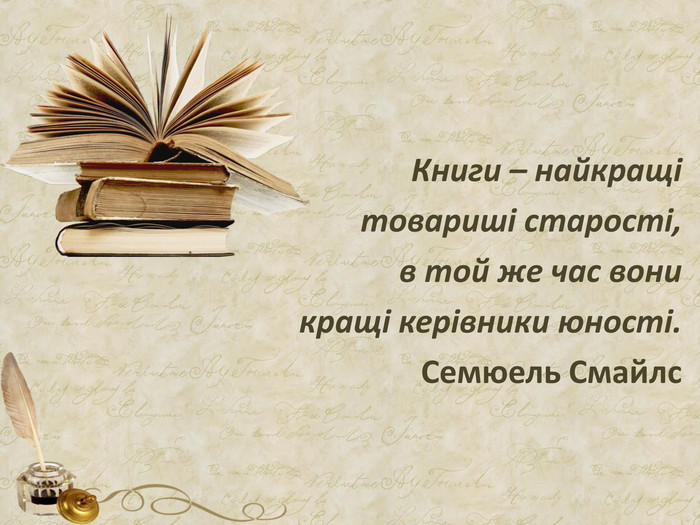 Книги – найкращі
товариші старості,
в той же час вони
кращі керівники юності.
Семюель Смайлс